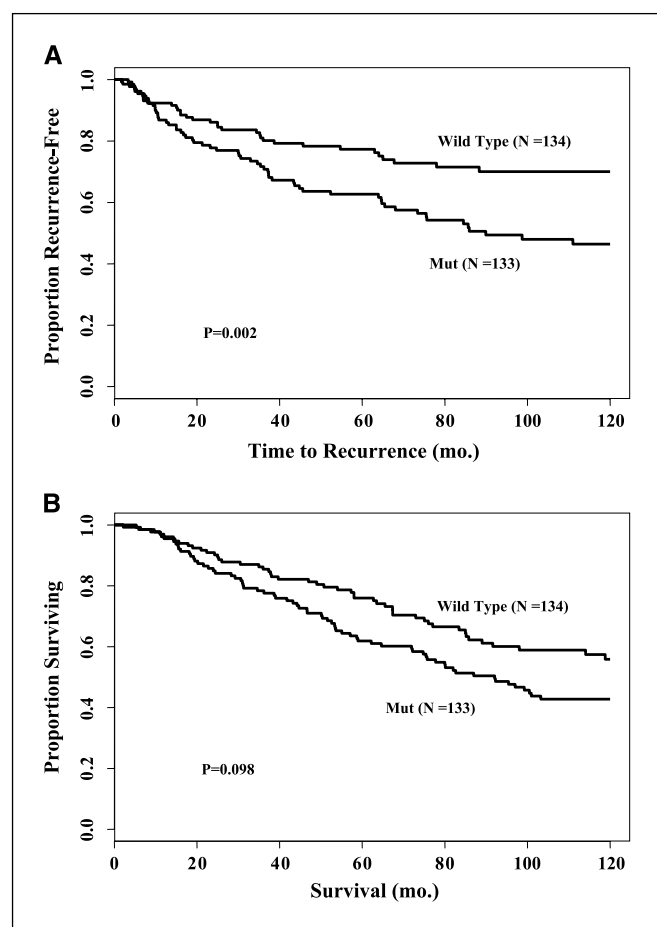 A
Proportion Recurrence-Free
1.0
0.8
0.6
0.4
0.2
0.0
Wild Type (N =134)
Mut (N =133)
P=0.002
0 20 40 60 80 100 120
Time to Recurrence (mo.)
B
Proportion Surviving
1.0
0.8
0.6
0.4
0.2
0.0
Wild Type (N =134)
Mut (N =133)
P=0.098
0 20 40 60 80 100 120
Survival (mo.)